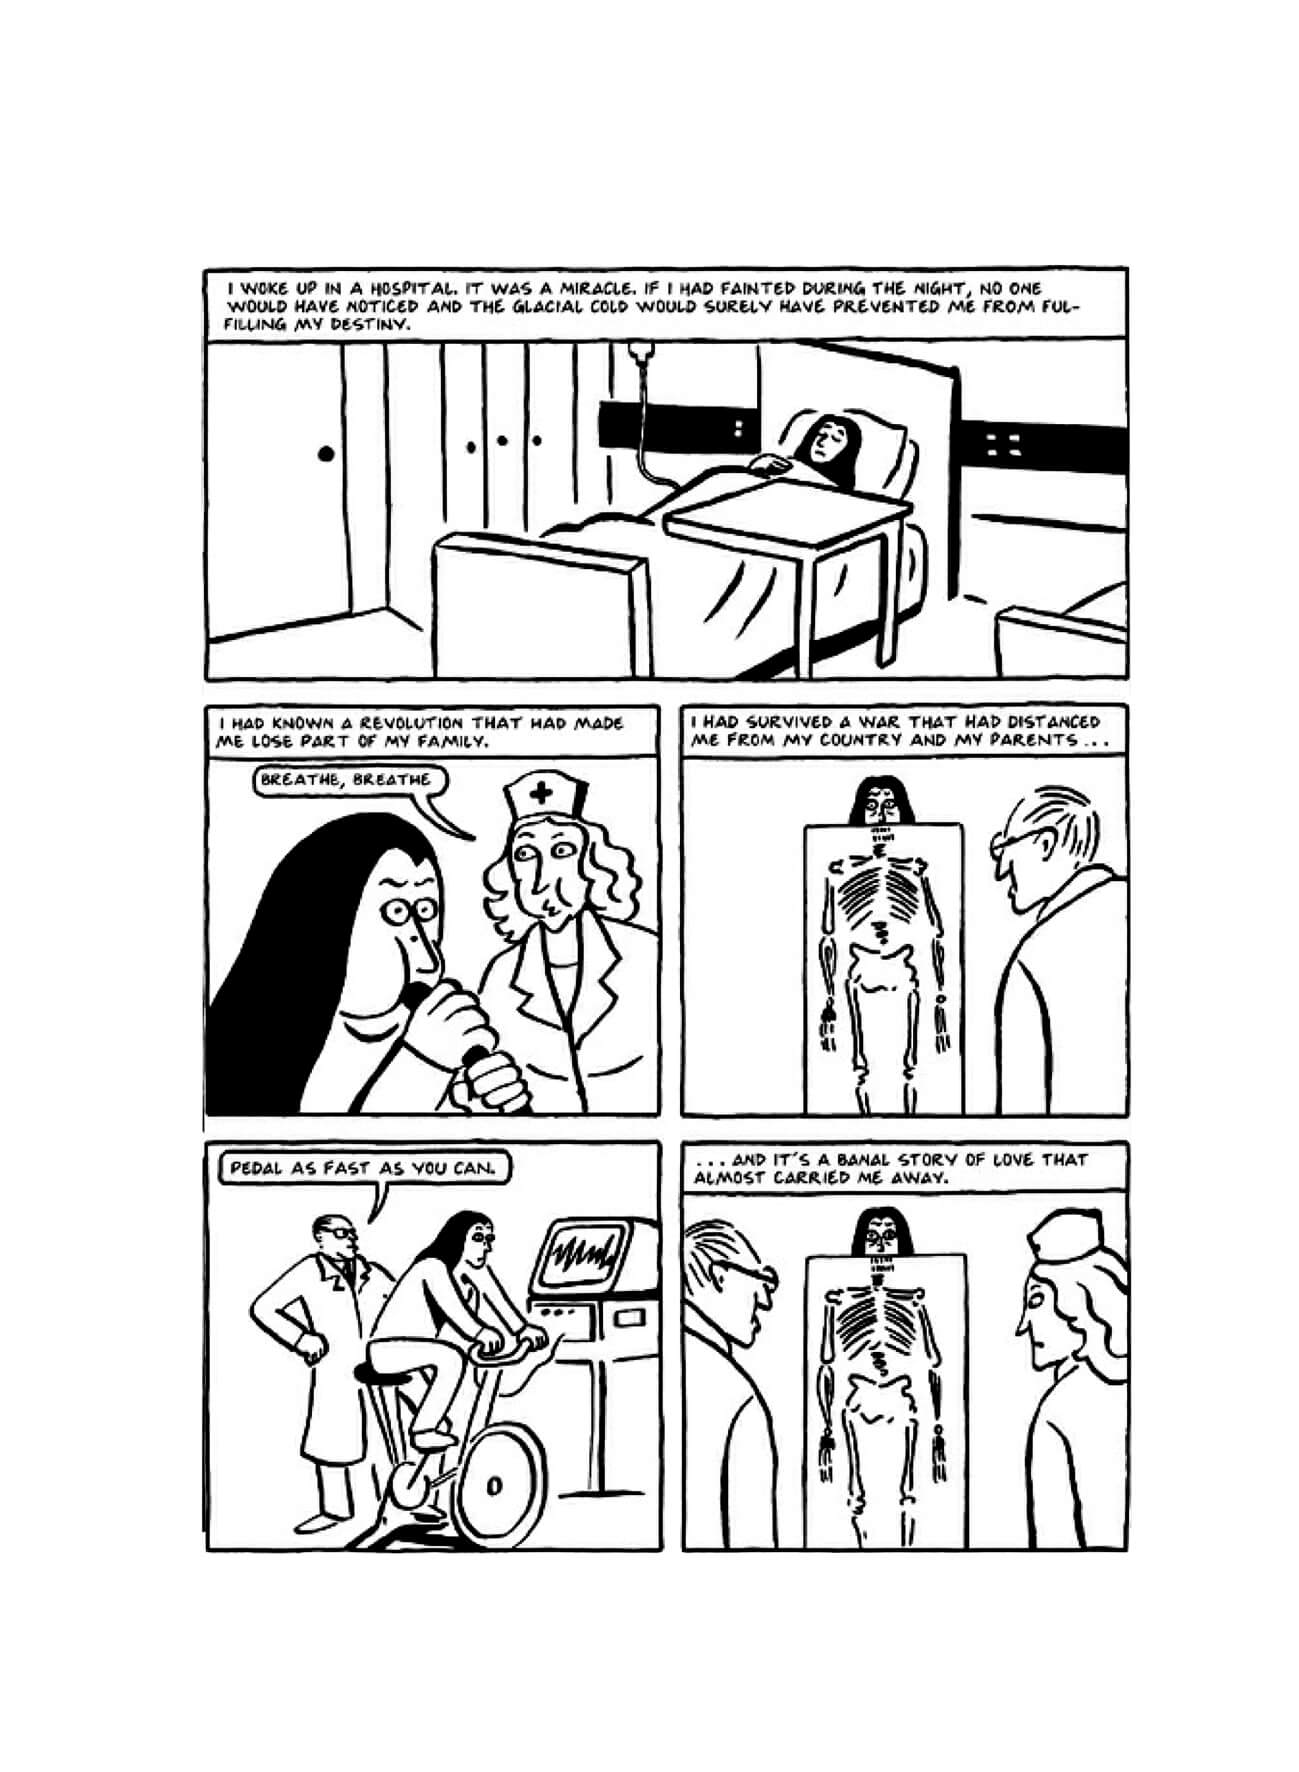 I WOKE UP IN A HOSPITAL. IT WAS A MIRACLE. IF I HAD FAINTED DURING THE NIGHT, NO ONE
WOULD HAVE NOTICED AND THE GLACIAL COLD WOULD SURELY HAVE PREVENTED ME FROM FUL-
FILLING MY DESTINY.
I HAD KNOWN A REVOLUTION THAT HAD MADE
ME LOSE PART OF MY FAMILY.
BREATHE, BREATHE
I HAD SURVIVED A WAR THAT HAD DISTANCED
ME FROM MY COUNTRY AND MY PARENTS...
PEDAL AS FAST AS YOU CAN.
...AND IT'S A BANAL STORY OF LOVE THAT
ALMOST CARRIED ME AWAY.